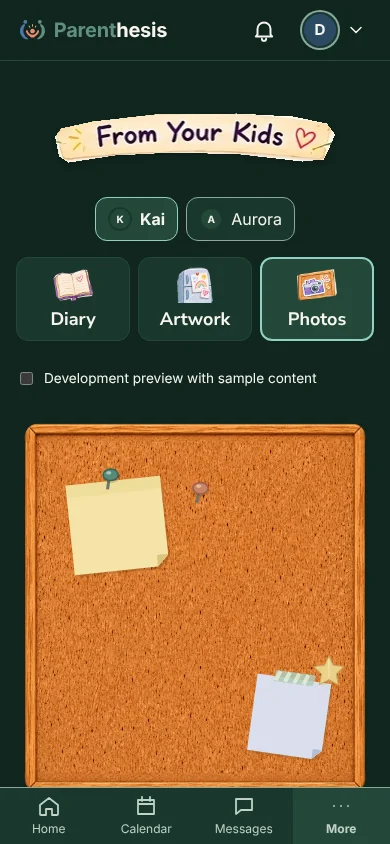 Parenthesis
D
From Your Kids
K Kai
A Aurora
Diary
Artwork
Photos
Development preview with sample content
Home
Calendar
Messages
More